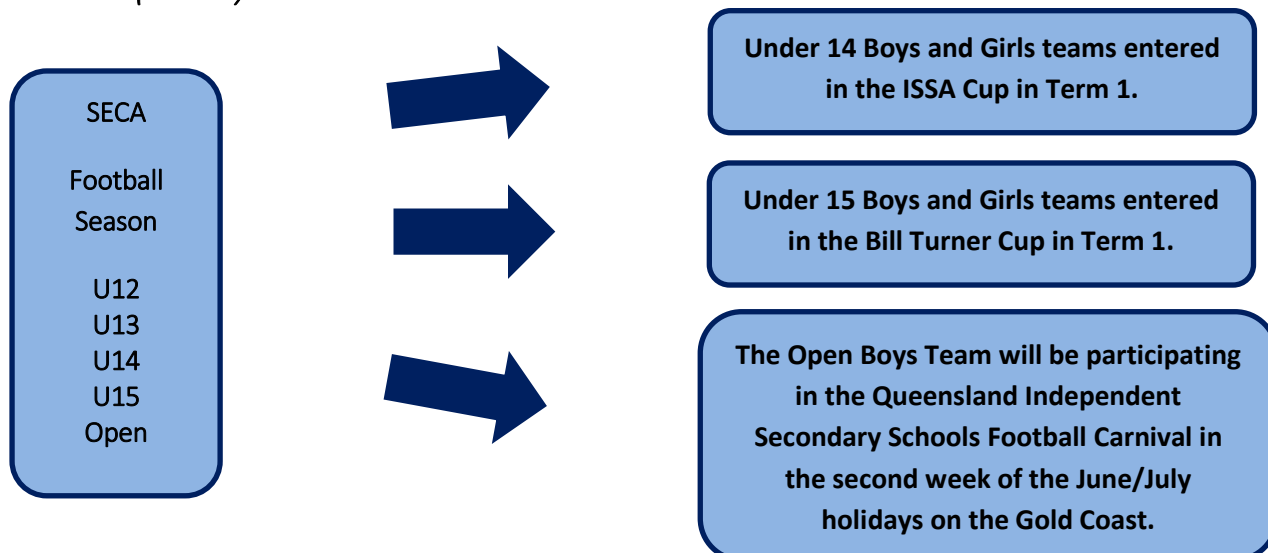 SECA
Football
Season
U12
U13
U14
U15
Open
Under 14 Boys and Girls teams entered
in the ISSA Cup in Term 1.
Under 15 Boys and Girls teams entered
in the Bill Turner Cup in Term 1.
The Open Boys Team will be participating
in the Queensland Independent
Secondary Schools Football Carnival in
the second week of the June/July
holidays on the Gold Coast.